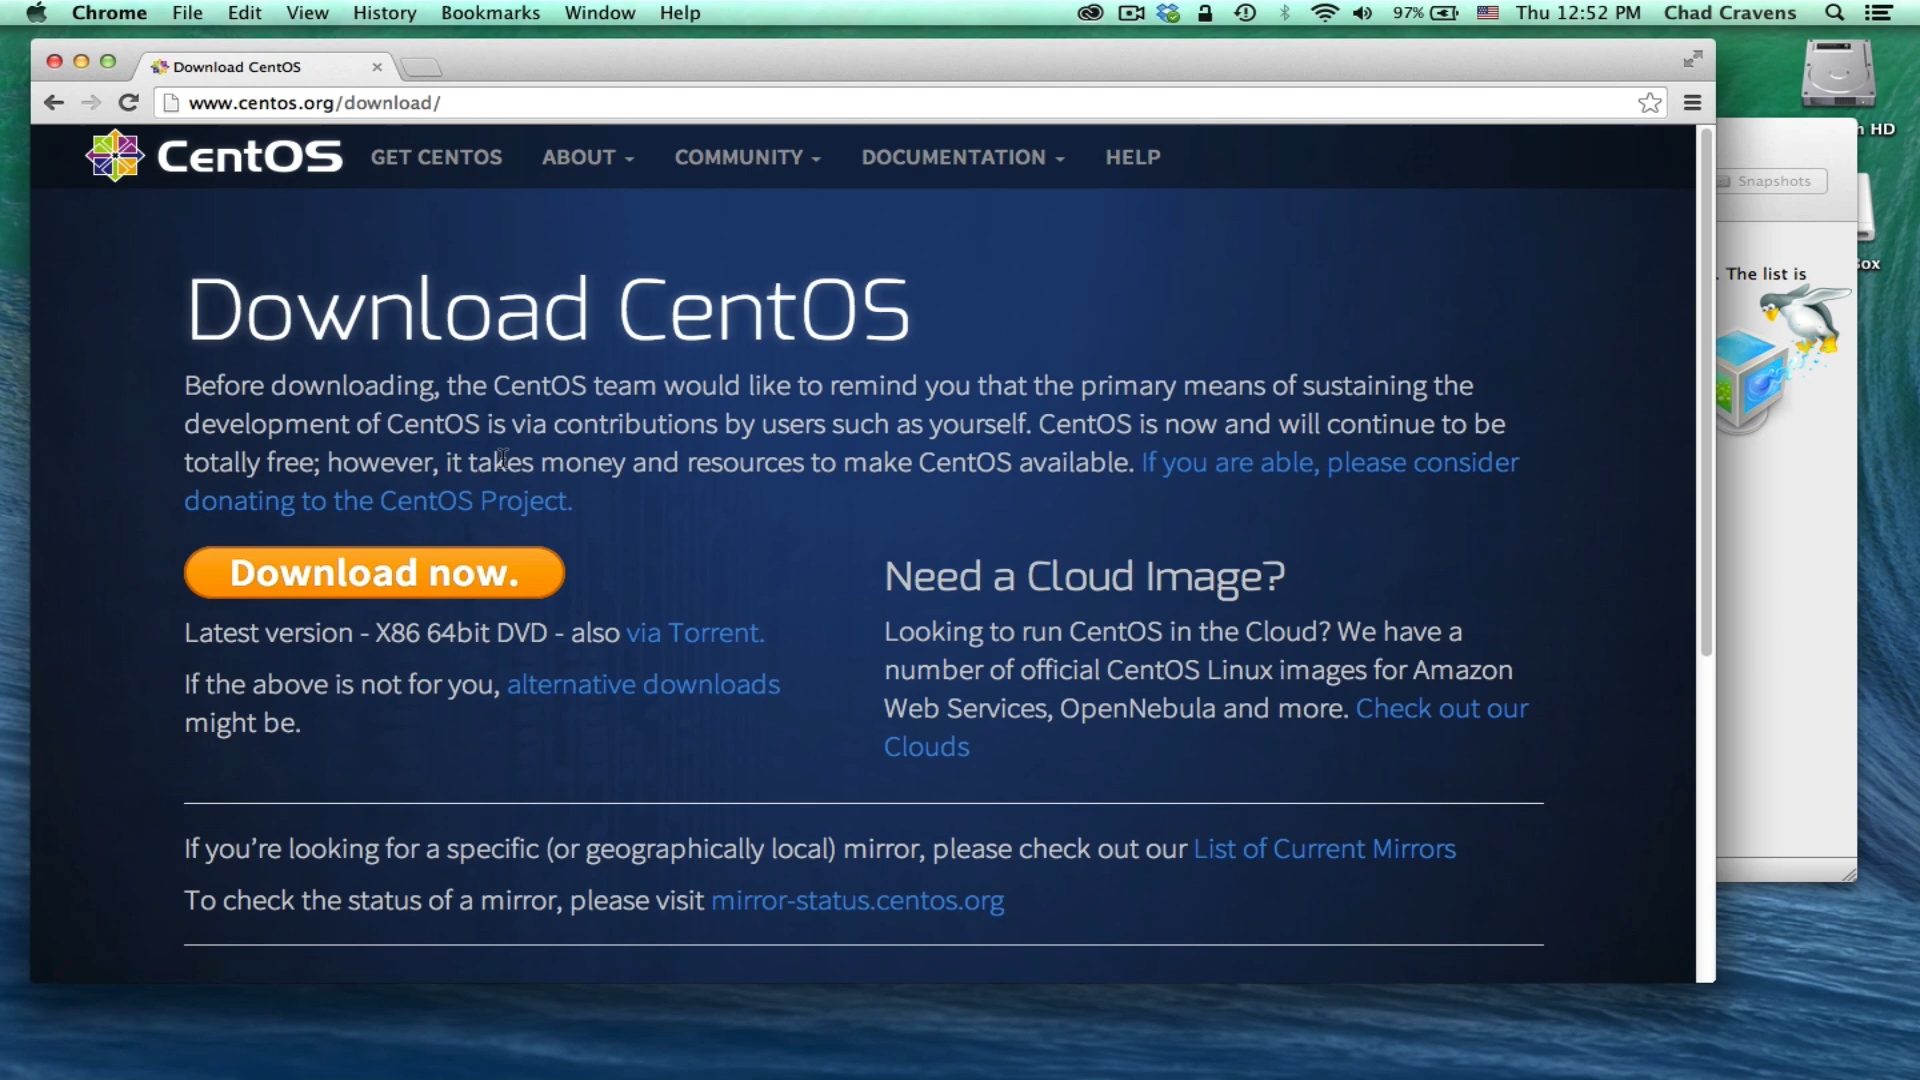 Chrome File Edit View History Bookmarks Window Help 97% Thu 12:52 PM Chad Cravens
Download CentOS
www.centos.org/download/
HD
CentOS GET CENTOS ABOUT COMMUNITY DOCUMENTATION HELP
Snapshots
Download CentOS
. The list is
Before downloading, the CentOS team would like to remind you that the primary means of sustaining the
development of CentOS is via contributions by users such as yourself. CentOS is now and will continue to be
totally free; however, it takes money and resources to make CentOS available. If you are able, please consider
donating to the CentOS Project.
Download now.
Latest version - X86 64bit DVD - also via Torrent.
If the above is not for you, alternative downloads
might be.
Need a Cloud Image?
Looking to run CentOS in the Cloud? We have a
number of official CentOS Linux images for Amazon
Web Services, OpenNebula and more. Check out our
Clouds
If you’re looking for a specific (or geographically local) mirror, please check out our List of Current Mirrors
To check the status of a mirror, please visit mirror-status.centos.org